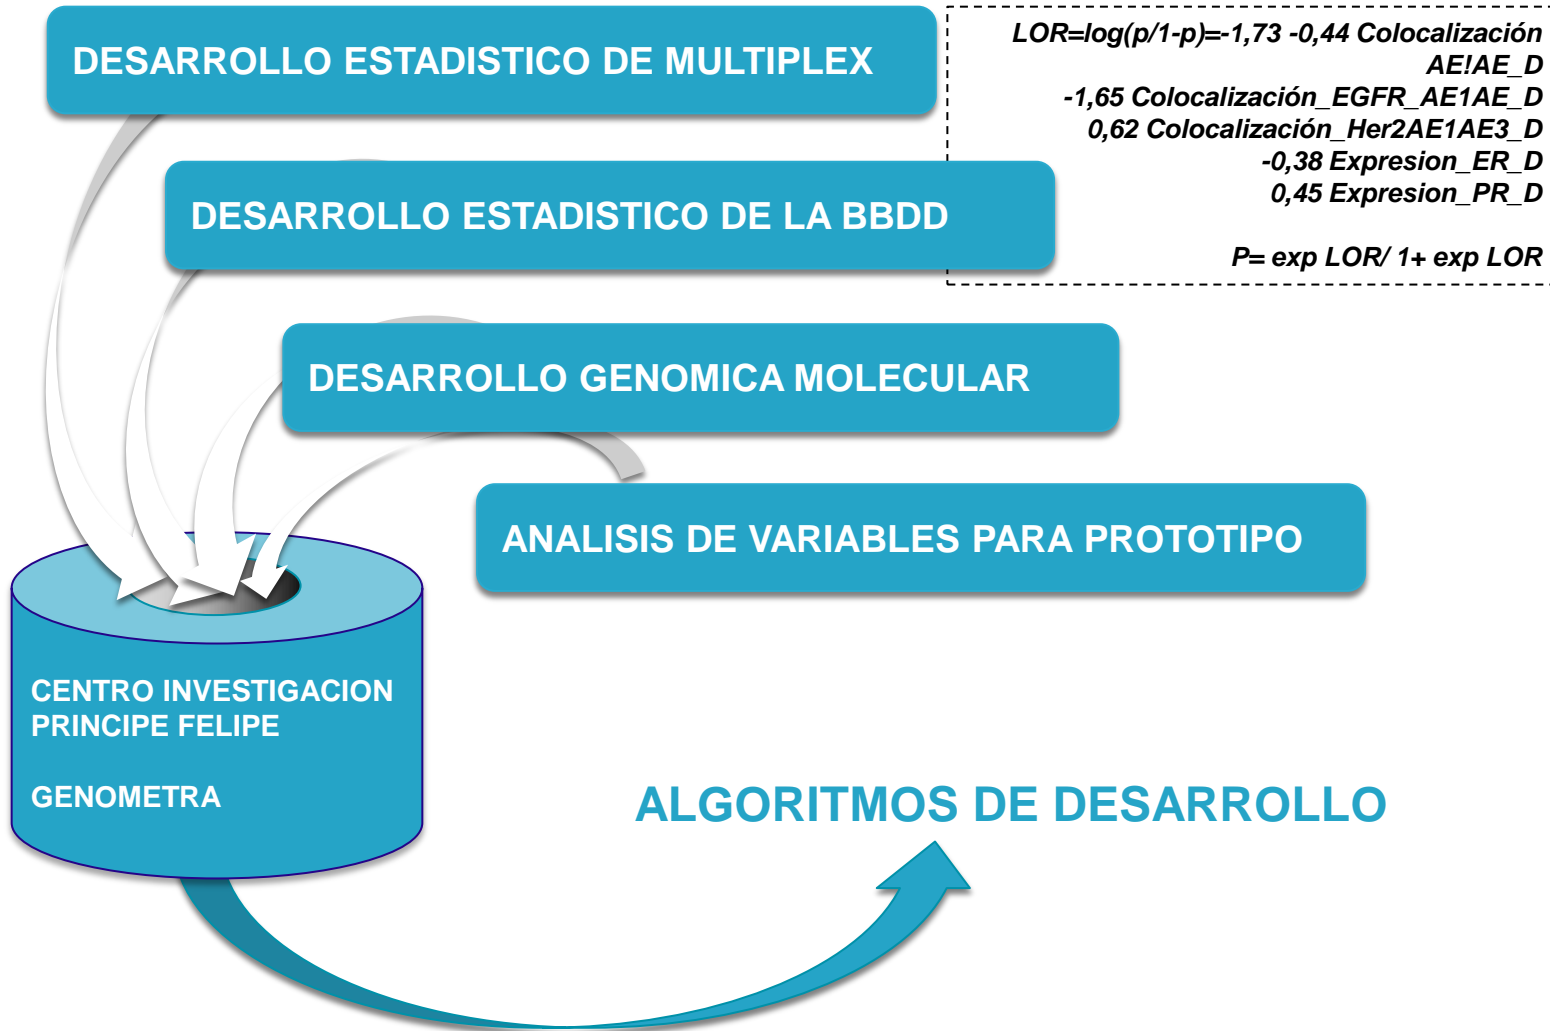 DESARROLLO ESTADISTICO DE MULTIPLEX
LOR=log(p/1-p)=-1,73 -0,44 Colocalización
AE!AE_D
-1,65 Colocalización_EGFR_AE1AE_D
0,62 Colocalización_Her2AE1AE3_D
-0,38 Expresion_ER_D
0,45 Expresion_PR_D
P= exp LOR/ 1+ exp LOR
DESARROLLO ESTADISTICO DE LA BBDD
DESARROLLO GENOMICA MOLECULAR
ANALISIS DE VARIABLES PARA PROTOTIPO
CENTRO INVESTIGACION
PRINCIPE FELIPE
GENOMETRA
ALGORITMOS DE DESARROLLO